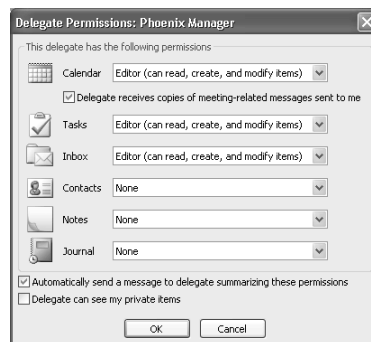 Delegate Permissions: Phoenix Manager
This delegate has the following permissions
Calendar Editor (can read, create, and modify items)
Delegate receives copies of meeting-related messages sent to me
Tasks Editor (can read, create, and modify items)
Inbox Editor (can read, create, and modify items)
Contacts None
Notes None
Journal None
Automatically send a message to delegate summarizing these permissions
Delegate can see my private items
OK Cancel